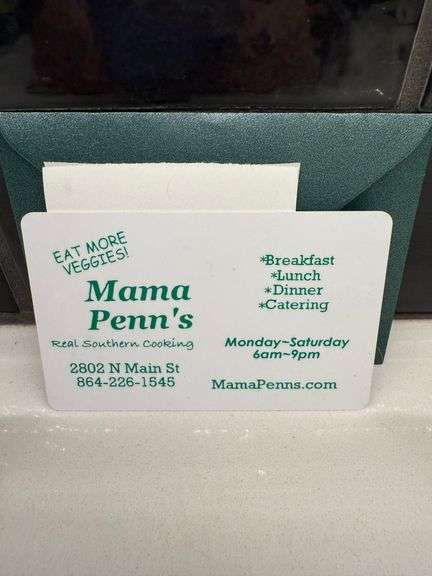 EAT MORE
VEGGIES!
Mama
Penn's
Real Southern Cooking
2802 N Main St
864-226-1545
*Breakfast
*Lunch
*Dinner
*Catering
Monday~Saturday
6am~9pm
MamaPenns.com